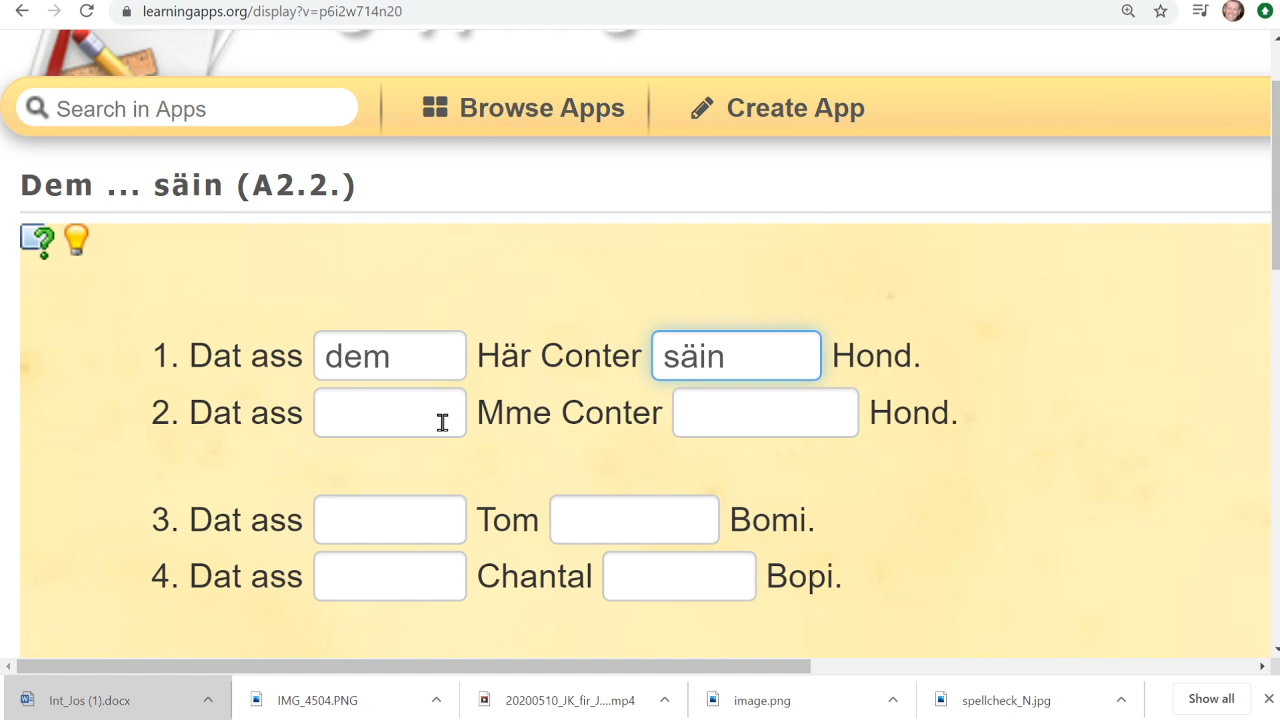 learningapps.org/display?v=p6i2w714n20
Search in Apps
Browse Apps
Create App
Dem ... säin (A2.2.)
1. Dat ass dem Här Conter säin Hond.
2. Dat ass Mme Conter Hond.
3. Dat ass Tom Bomi.
4. Dat ass Chantal Bopi.
Int_Jos (1).docx
IMG_4504.PNG
20200510_JK_fir_J....mp4
image.png
spellcheck_N.jpg
Show all